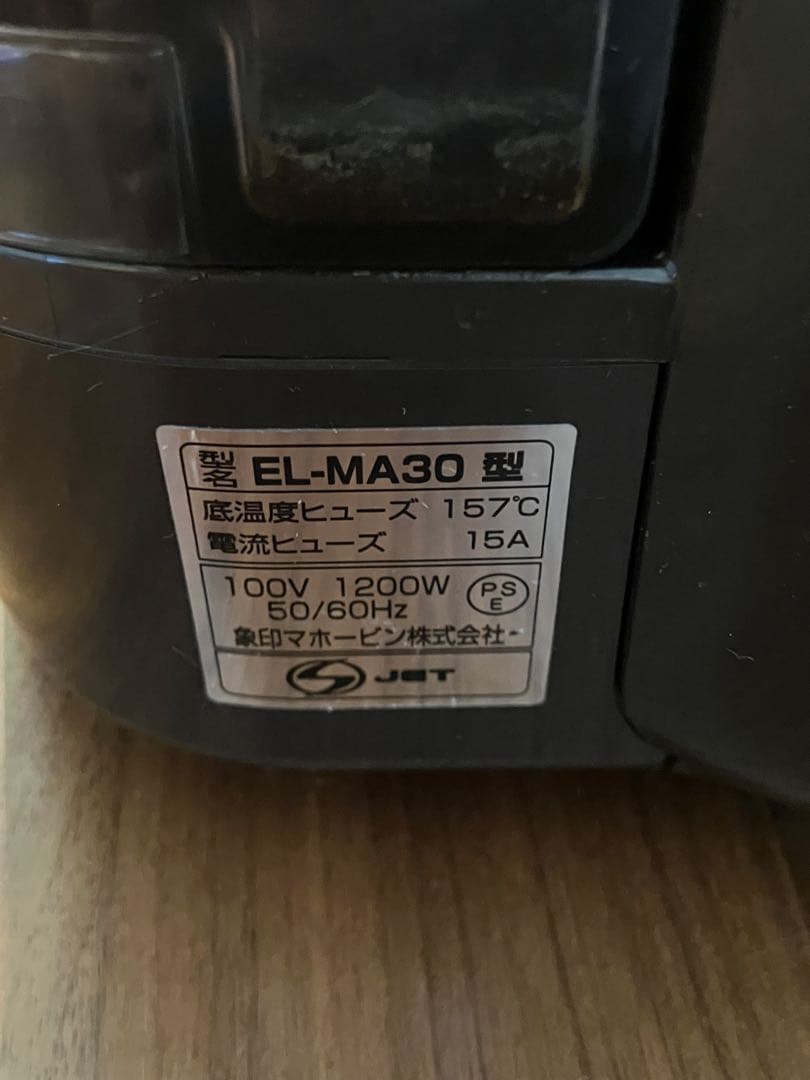 型名 EL-MA30 型
底温度ヒューズ 157℃
電流ヒューズ 15A
100V 1200W
50/60Hz
PSE
象印マホービン株式会社
JET